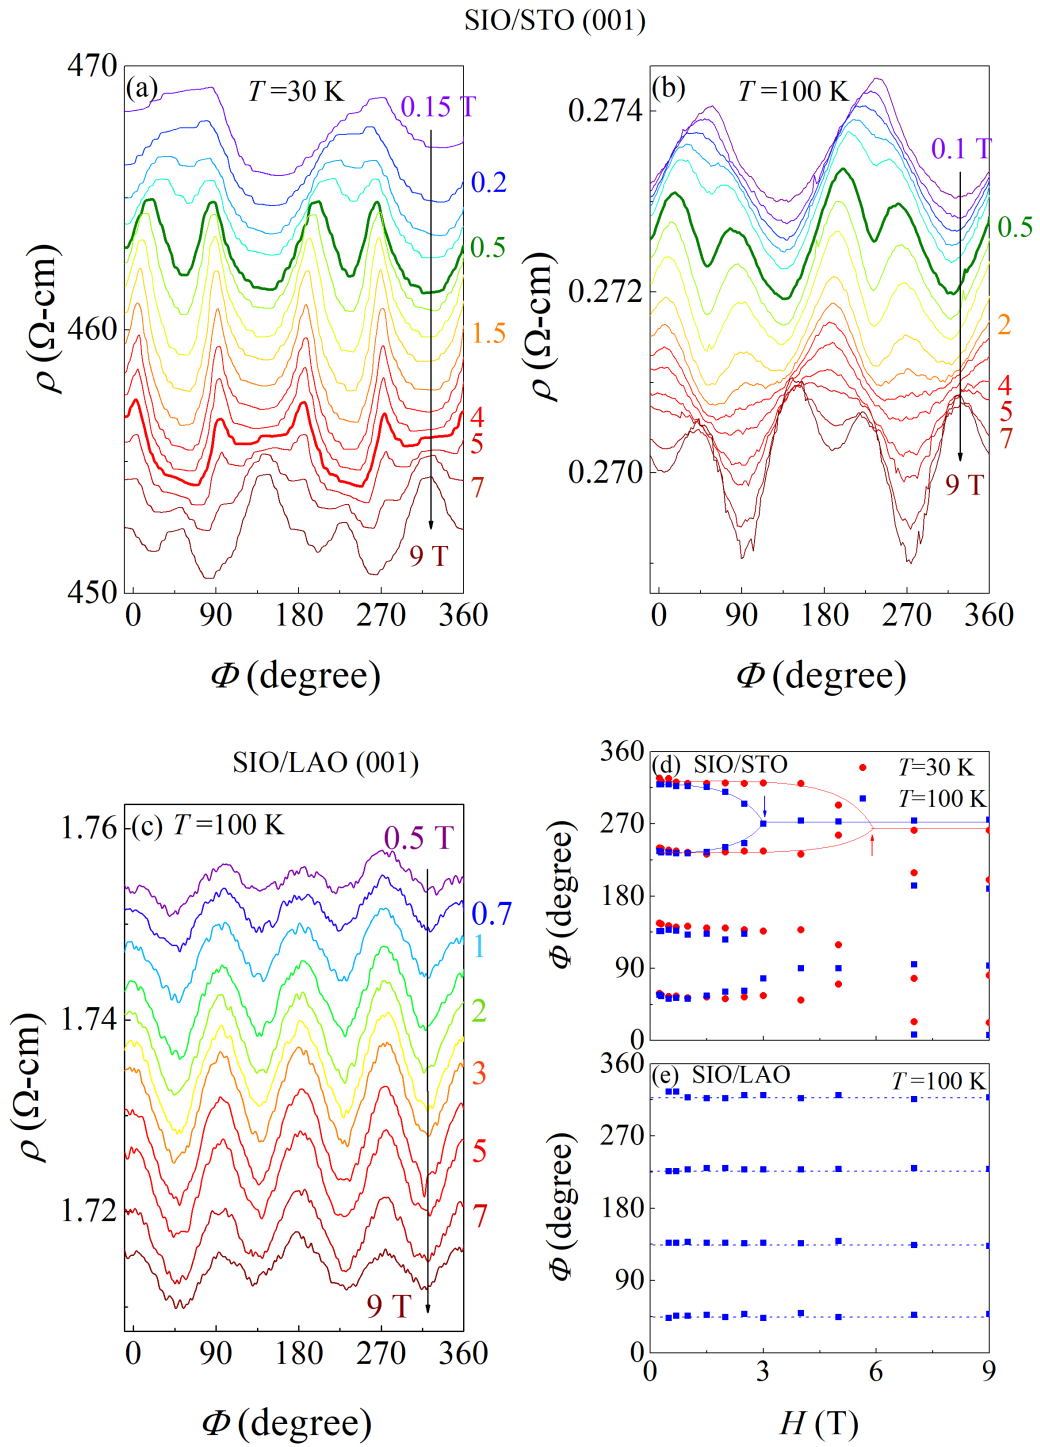 SIO/STO (001)
470
460
450
ρ (Ω-cm)
(a)
T =30 K
0.15 T
0.2
0.5
1.5
4
5
7
9 T
0 90 180 270 360
Φ (degree)
0.274
0.272
0.270
ρ (Ω-cm)
(b)
T =100 K
0.1 T
0.5
2
4
5
7
9 T
0 90 180 270 360
Φ (degree)
SIO/LAO (001)
1.76
1.74
1.72
ρ (Ω-cm)
(c) T =100 K
0.5 T
0.7
1
2
3
5
7
9 T
0 90 180 270 360
Φ (degree)
360
270
180
90
0
Φ (degree)
(d) SIO/STO
T=30 K
T=100 K
360
270
180
90
0
Φ (degree)
(e) SIO/LAO
T =100 K
0 3 6 9
H (T)